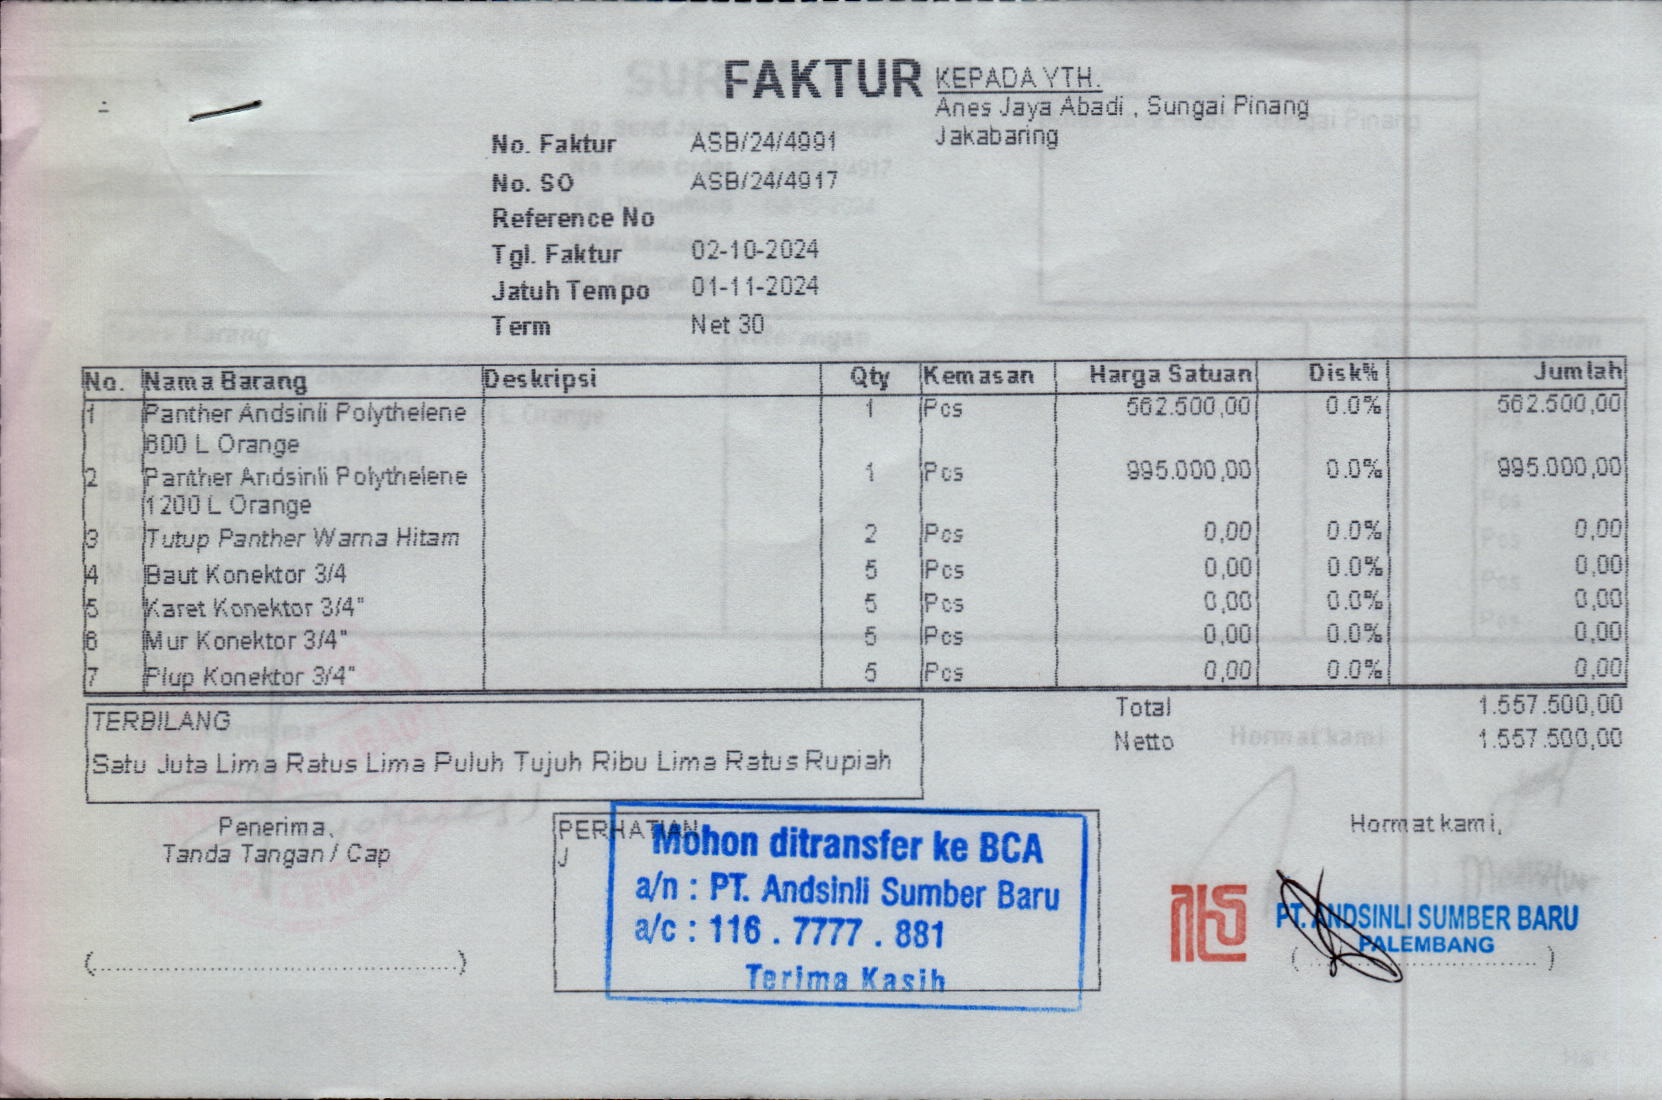 FAKTUR
KEPADA YTH.
Anes Jaya Abadi , Sungai Pinang
Jakabaring
No. Faktur ASB/24/4991
No. SO ASB/24/4917
Reference No
Tgl. Faktur 02-10-2024
Jatuh Tempo 01-11-2024
Term Net 30
No. Nama Barang Deskripsi Qty Kemasan Harga Satuan Disk% Jumlah
1 Panther Andsinli Polythelene 1 Pcs 562.500,00 0.0% 562.500,00
600 L Orange
2 Panther Andsinli Polythelene 1 Pcs 995.000,00 0.0% 995.000,00
1200 L Orange
3 Tutup Panther Warna Hitam 2 Pcs 0,00 0.0% 0,00
4 Baut Konektor 3/4 5 Pcs 0,00 0.0% 0,00
5 Karet Konektor 3/4" 5 Pcs 0,00 0.0% 0,00
6 Mur Konektor 3/4" 5 Pcs 0,00 0.0% 0,00
7 Plup Konektor 3/4" 5 Pcs 0,00 0.0% 0,00
Total 1.557.500,00
Netto 1.557.500,00
TERBILANG
Satu Juta Lima Ratus Lima Puluh Tujuh Ribu Lima Ratus Rupiah
Penerima,
Tanda Tangan / Cap
(....................)
PERHATIAN
J
Mohon ditransfer ke BCA
a/n : PT. Andsinli Sumber Baru
a/c : 116 . 7777 . 881
Terima Kasih
Hormat kami,
PT. ANDSINLI SUMBER BARU
PALEMBANG
(....................)